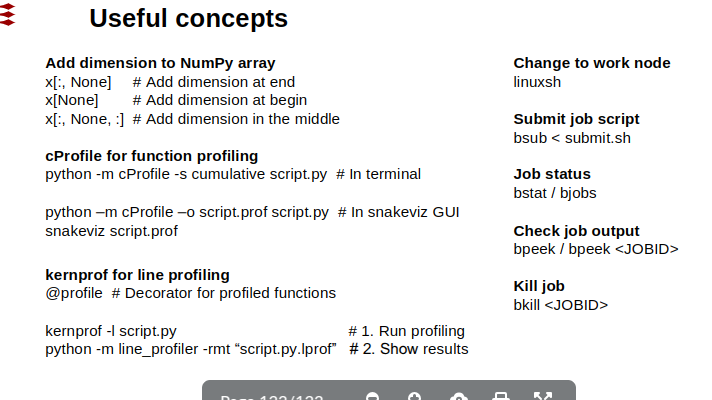 Useful concepts
Add dimension to NumPy array
x[:, None] # Add dimension at end
x[None] # Add dimension at begin
x[:, None, :] # Add dimension in the middle
cProfile for function profiling
python -m cProfile -s cumulative script.py # In terminal
python –m cProfile –o script.prof script.py # In snakeviz GUI
snakeviz script.prof
kernprof for line profiling
@profile # Decorator for profiled functions
kernprof -l script.py # 1. Run profiling
python -m line_profiler -rmt “script.py.lprof” # 2. Show results
Change to work node
linuxsh
Submit job script
bsub < submit.sh
Job status
bstat / bjobs
Check job output
bpeek / bpeek <JOBID>
Kill job
bkill <JOBID>